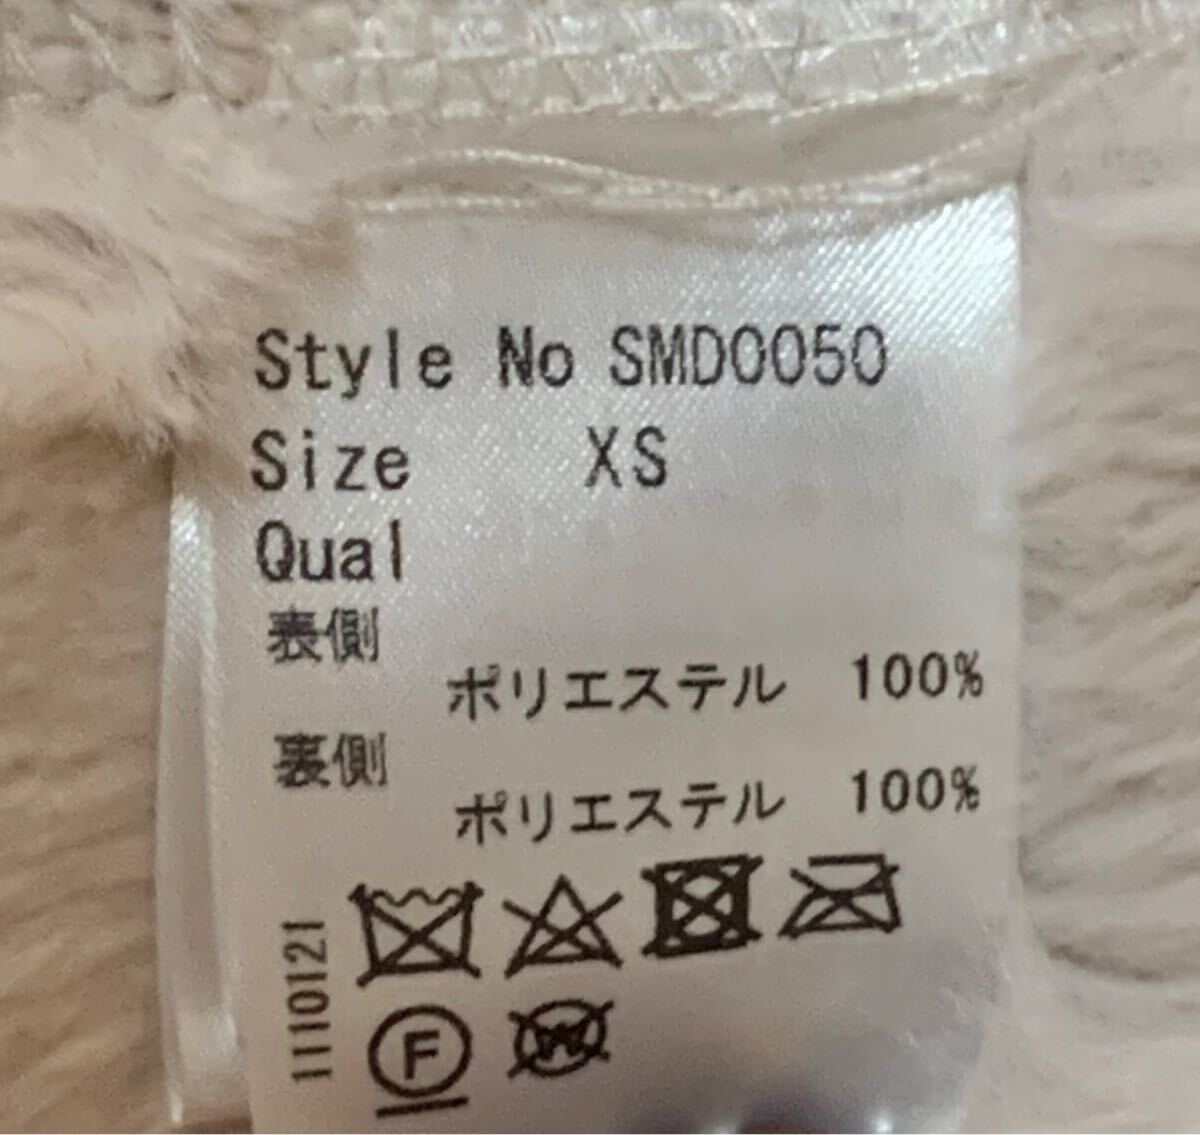 Style No SMD0050
Size XS
Qual
表側
ポリエステル 100%
裏側
ポリエステル 100%
1110121
F
W